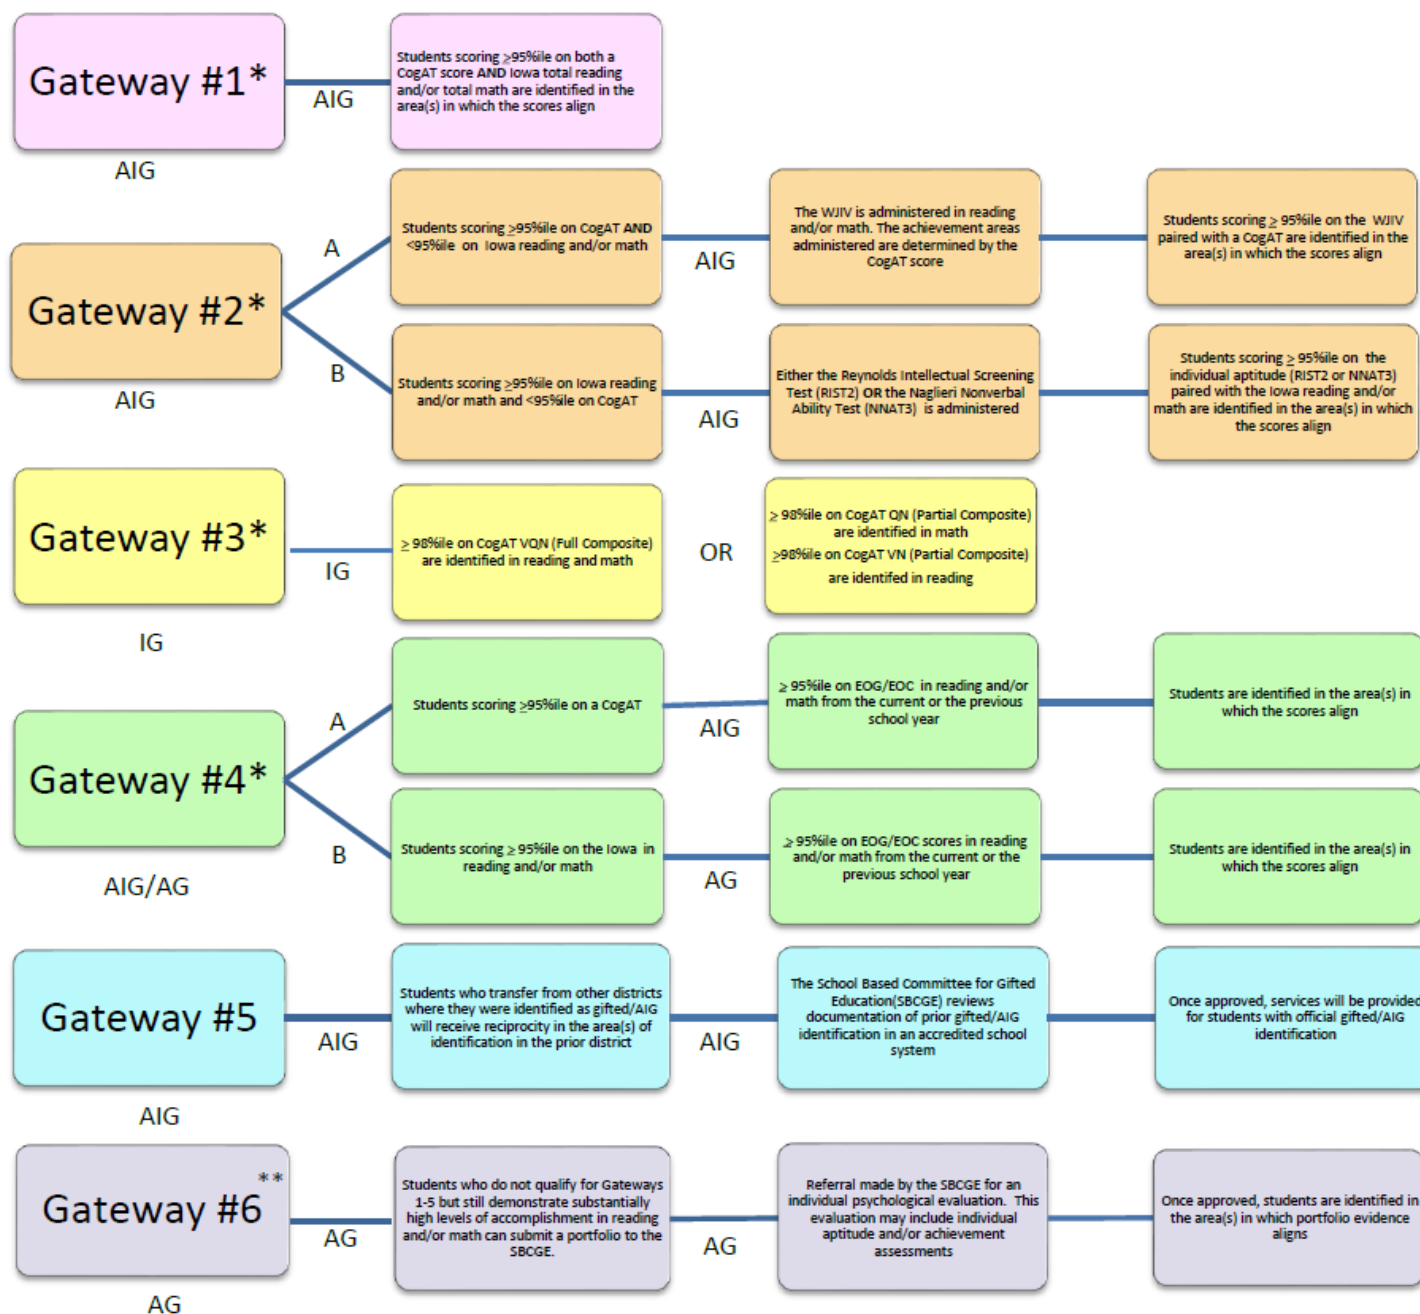 Gateway #1*
AIG
AIG
Students scoring ≥95%ile on both a
CogAT score AND Iowa total reading
and/or total math are identified in the
area(s) in which the scores align
Gateway #2*
AIG
A
Students scoring ≥95%ile on CogAT AND
<95%ile on Iowa reading and/or math
AIG
The WJIV is administered in reading
and/or math. The achievement areas
administered are determined by the
CogAT score
Students scoring ≥ 95%ile on the WJIV
paired with a CogAT are identified in the
area(s) in which the scores align
B
Students scoring ≥95%ile on Iowa reading
and/or math and <95%ile on CogAT
AIG
Either the Reynolds Intellectual Screening
Test (RIST2) OR the Naglieri Nonverbal
Ability Test (NNAT3) is administered
Students scoring ≥ 95%ile on the
individual aptitude (RIST2 or NNAT3)
paired with the Iowa reading and/or
math are identified in the area(s) in which
the scores align
Gateway #3*
IG
IG
≥ 98%ile on CogAT VQN (Full Composite)
are identified in reading and math
OR
≥ 98%ile on CogAT QN (Partial Composite)
are identified in math
≥98%ile on CogAT VN (Partial Composite)
are identifed in reading
Gateway #4*
AIG/AG
A
Students scoring ≥95%ile on a CogAT
AIG
≥ 95%ile on EOG/EOC in reading and/or
math from the current or the previous
school year
Students are identified in the area(s) in
which the scores align
B
Students scoring ≥ 95%ile on the Iowa in
reading and/or math
AG
≥ 95%ile on EOG/EOC scores in reading
and/or math from the current or the
previous school year
Students are identified in the area(s) in
which the scores align
Gateway #5
AIG
AIG
Students who transfer from other districts
where they were identified as gifted/AIG
will receive reciprocity in the area(s) of
identification in the prior district
AIG
The School Based Committee for Gifted
Education(SBCGE) reviews
documentation of prior gifted/AIG
identification in an accredited school
system
Once approved, services will be provided
for students with official gifted/AIG
identification
Gateway #6**
AG
AG
Students who do not qualify for Gateways
1-5 but still demonstrate substantially
high levels of accomplishment in reading
and/or math can submit a portfolio to the
SBCGE.
AG
Referral made by the SBCGE for an
individual psychological evaluation. This
evaluation may include individual
aptitude and/or achievement
assessments
Once approved, students are identified in
the area(s) in which portfolio evidence
aligns